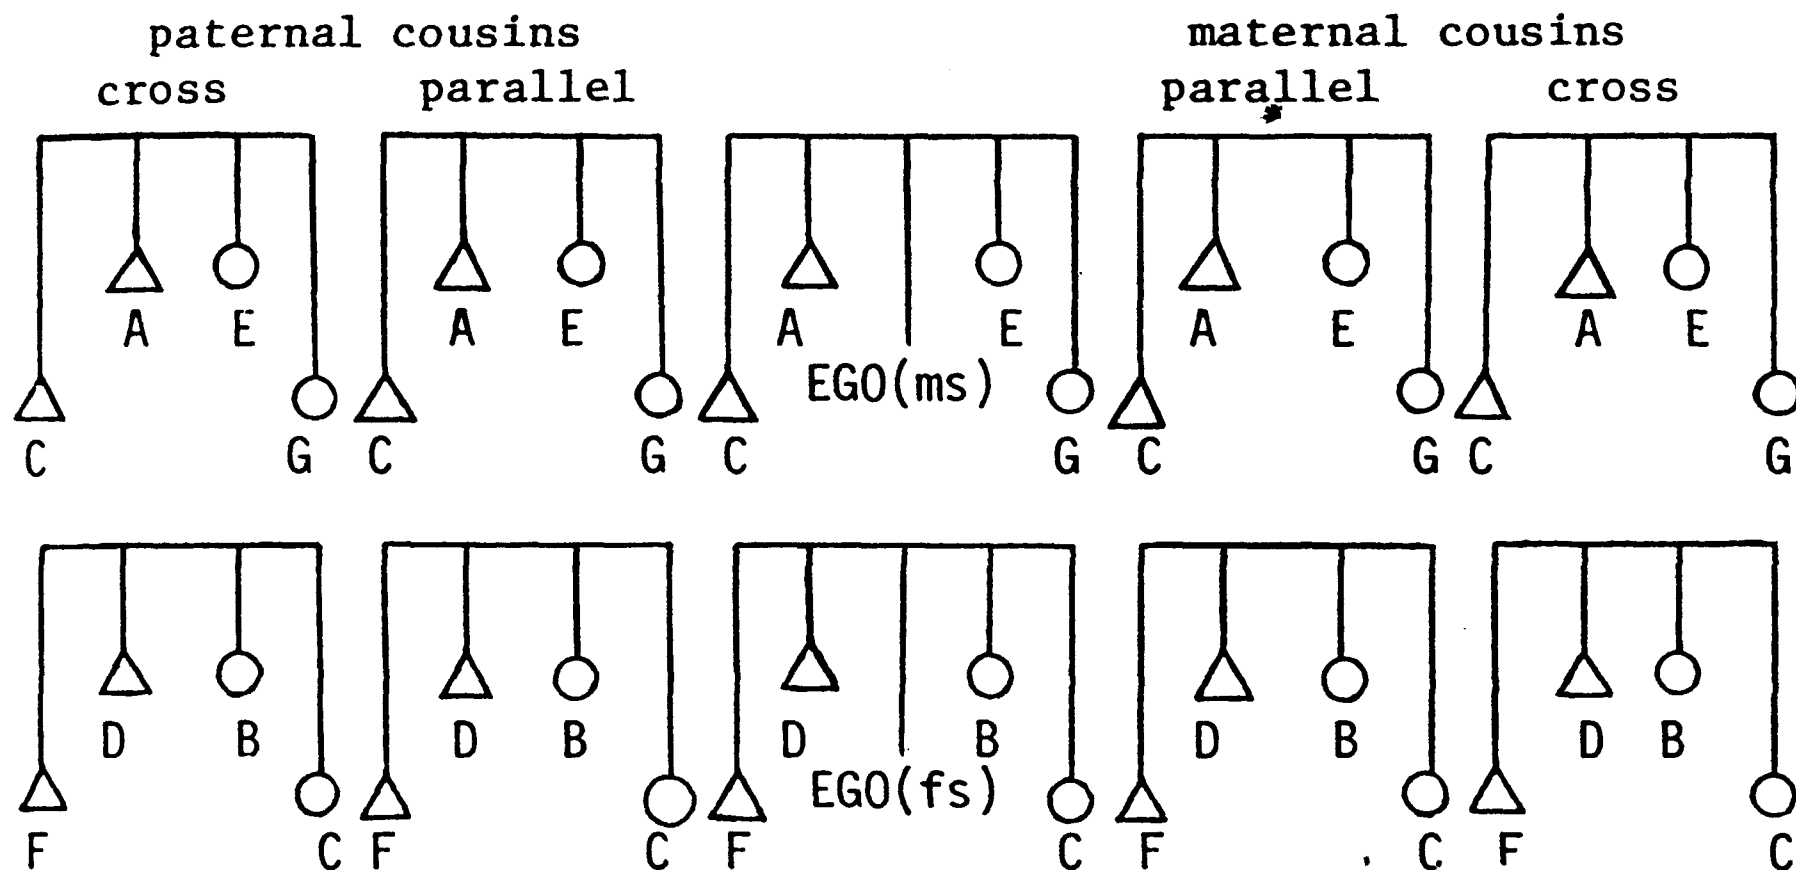 paternal cousins maternal cousins
cross parallel parallel cross
A E A E A E A E A E
EGO(ms)
C G C G C G C G C G
D B D B D B D B D B
EGO(fs)
F C F C F C F C F C